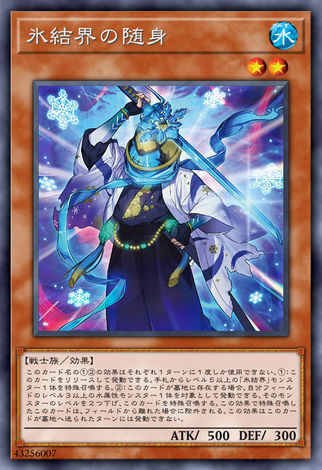 氷結界の随身
水
【戦士族／効果】
このカード名の①②の効果はそれぞれ１ターンに１度しか使用できない。①：こ
のカードをリリースして発動できる。手札からレベル５以上の「氷結界」モンス
ター１体を特殊召喚する。②：このカードが墓地に存在する場合、自分フィール
ドのレベル３以上の水属性モンスター１体を対象として発動できる。そのモン
スターのレベルを２つ下げ、このカードを特殊召喚する。この効果で特殊召喚し
たこのカードは、フィールドから離れた場合に除外される。この効果はこのカー
ドが墓地へ送られたターンには発動できない。
ATK/ 500 DEF/ 300
43256007